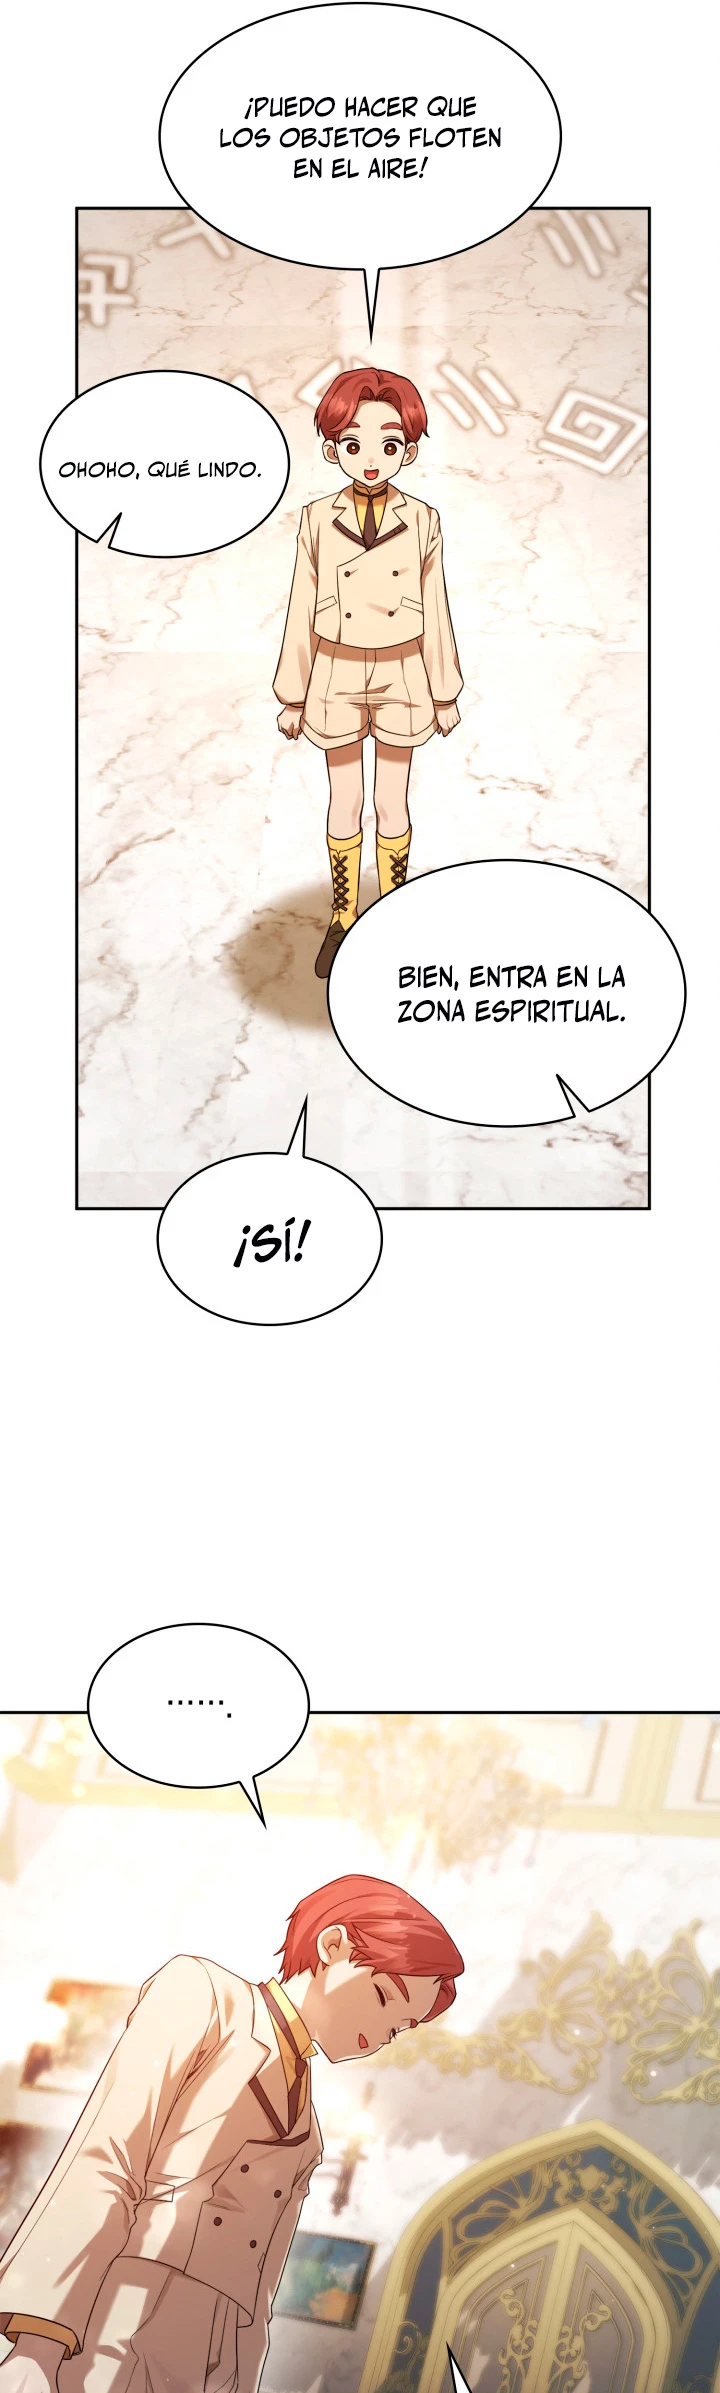 ¡PUEDO HACER QUE
LOS OBJETOS FLOTEN
EN EL AIRE!
OHOHO, QUÉ LINDO.
BIEN, ENTRA EN LA
ZONA ESPIRITUAL.
¡SÍ!
.......